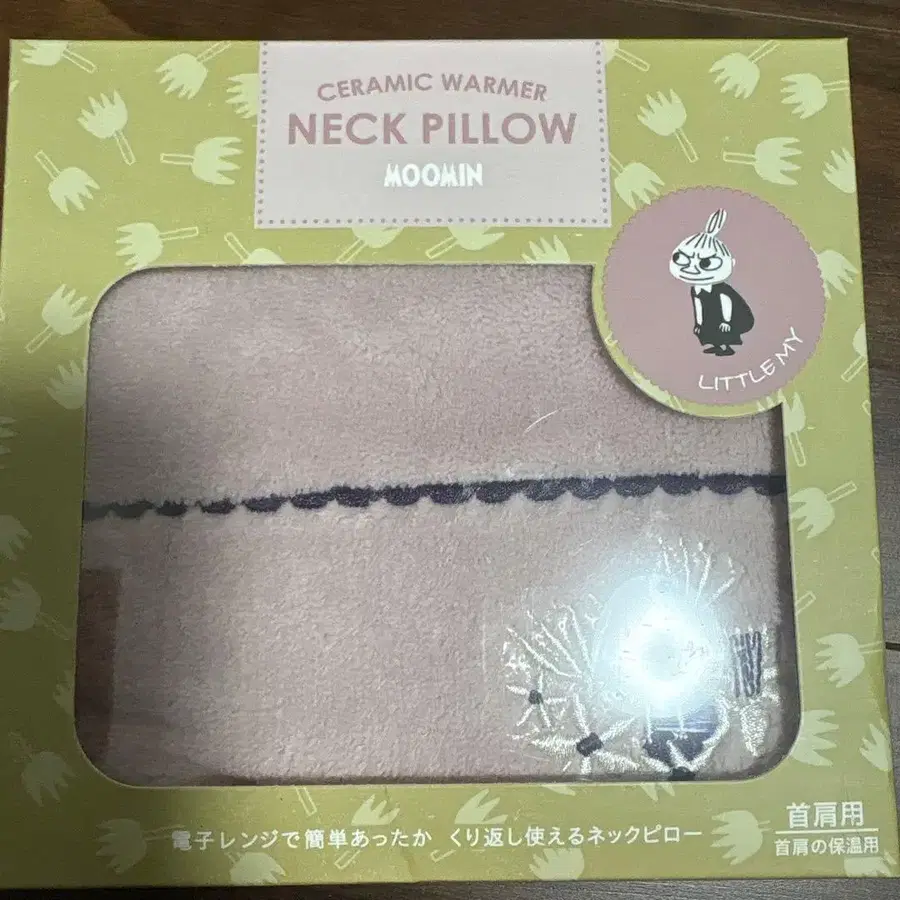 CERAMIC WARMER
NECK PILLOW
MOOMIN
LITTLE MY
電子レンジで簡単あったか くり返し使えるネックピロー
首肩用
首肩の保温用